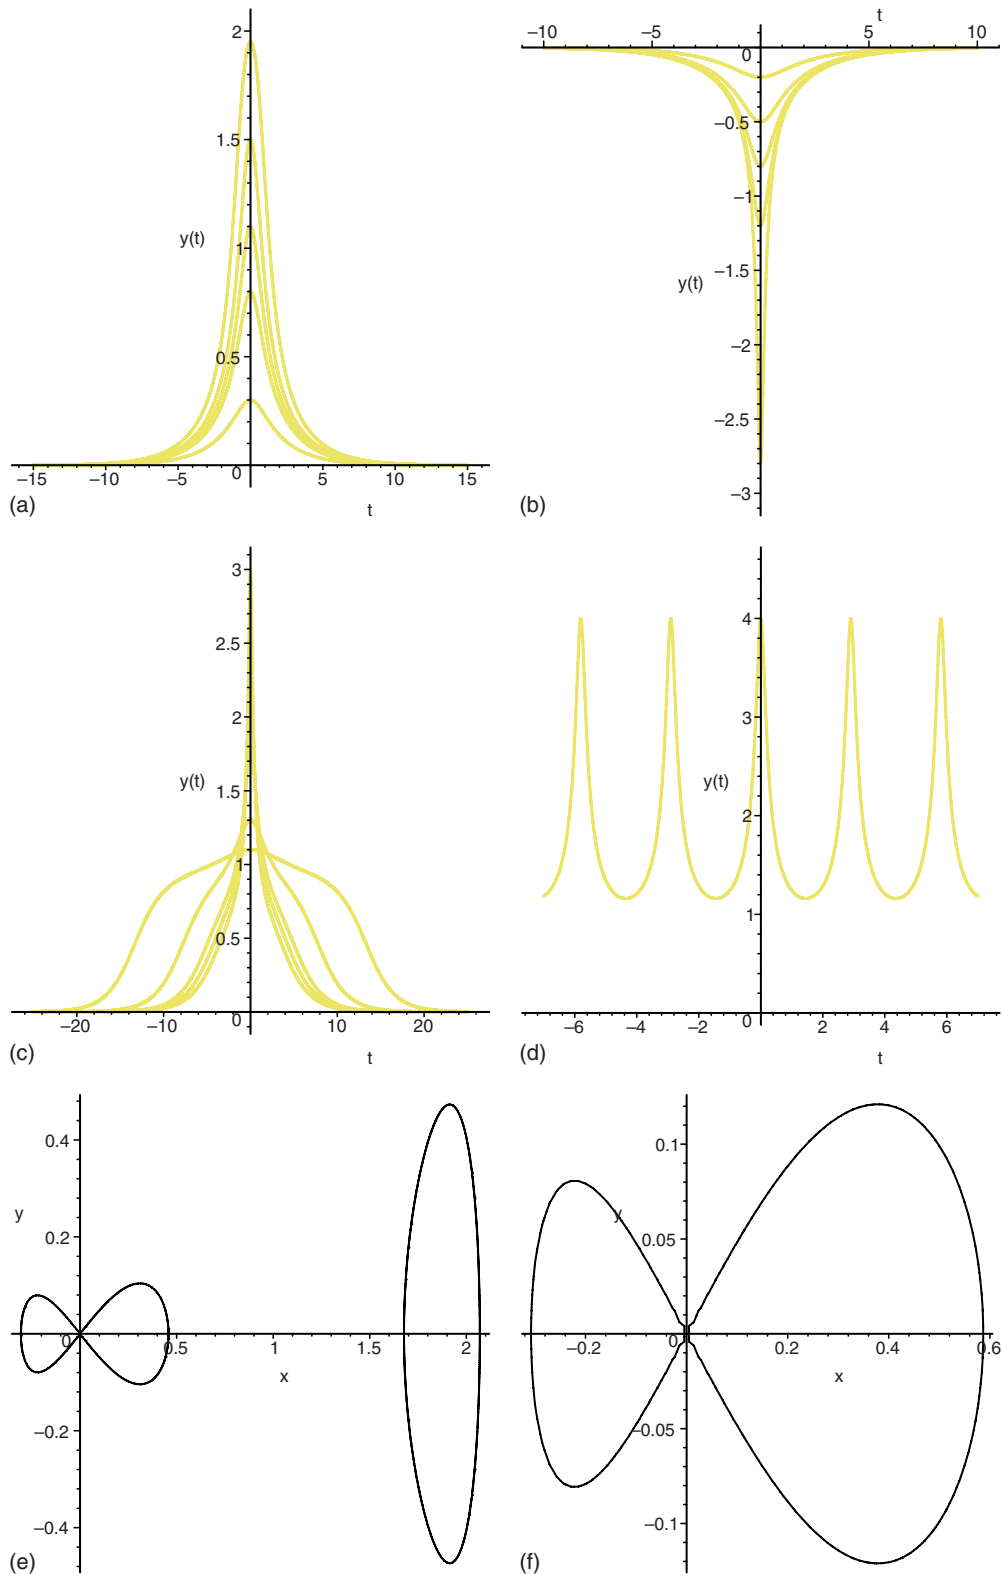 2
1.5
y(t)
1
0.5
0
−15 −10 −5 5 10 15
(a) t
t
−10 −5 5 10
0
−0.5
−1
y(t) −1.5
−2
−2.5
−3
(b)
3
2.5
2
y(t) 1.5
1
0.5
0
−20 −10 10 20
(c) t
4
3
y(t)
2
1
0
−6 −4 −2 2 4 6
(d) t
0.4
y
0.2
0 0.5 1 1.5 2
x
−0.2
−0.4
(e)
0.1
y
0.05
−0.2 0 0.2 0.4 0.6
x
−0.05
−0.1
(f)